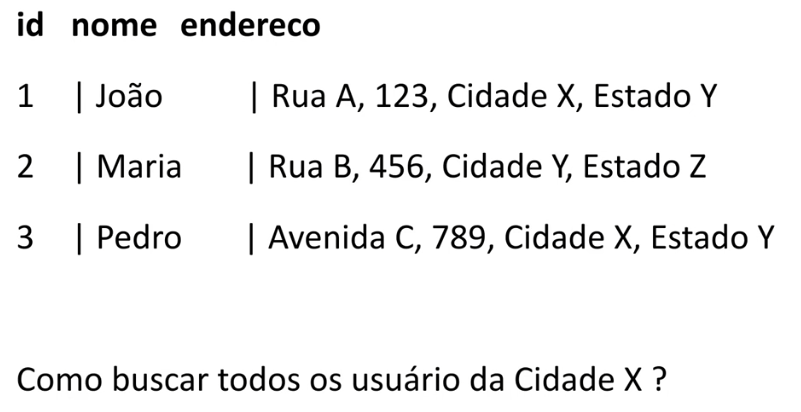 id nome endereco
1 | João | Rua A, 123, Cidade X, Estado Y
2 | Maria | Rua B, 456, Cidade Y, Estado Z
3 | Pedro | Avenida C, 789, Cidade X, Estado Y
Como buscar todos os usuário da Cidade X ?